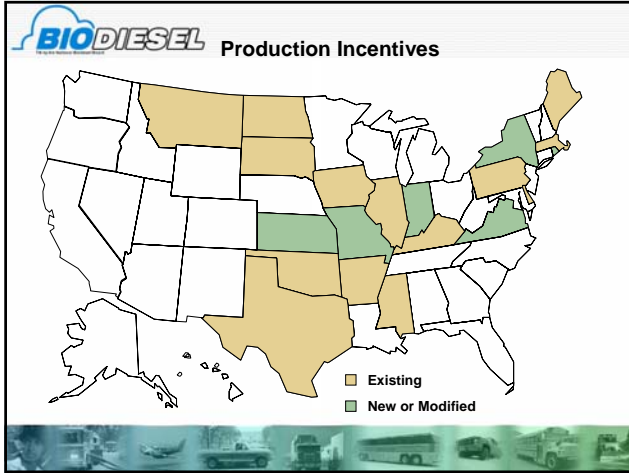 BIODIESEL
Production Incentives
Existing
New or Modified